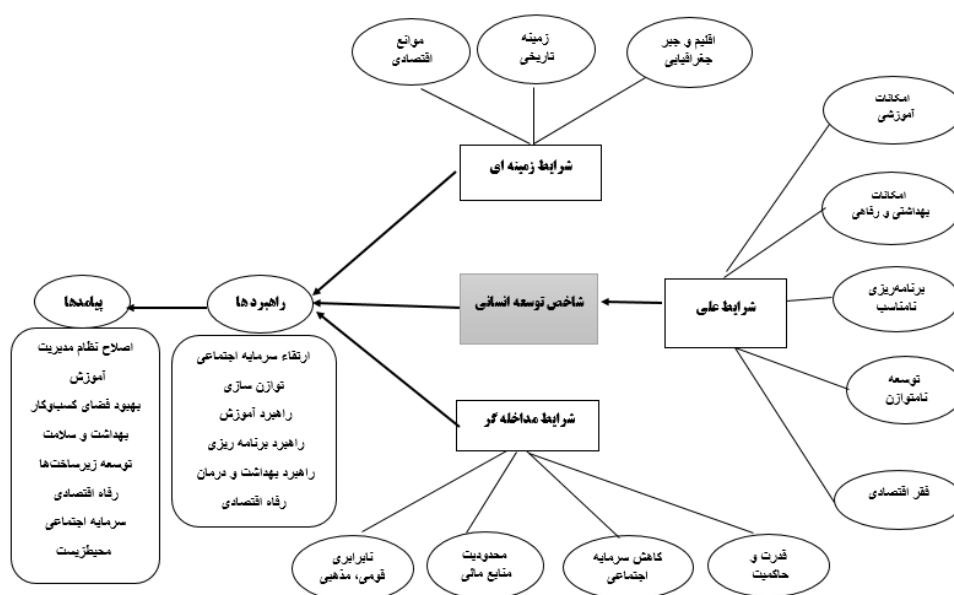 اقلیم و جبر
جغرافیایی
زمینه
تاریخی
موانع
اقتصادی
شرایط زمینه ای
امکانات
آموزشی
امکانات
بهداشتی و رفاهی
برنامه‌ریزی
نامناسب
توسعه
نامتوازن
فقر اقتصادی
شرایط علی
شاخص توسعه انسانی
راهبردها
پیامدها
ارتقاء سرمایه اجتماعی
توازن سازی
راهبرد آموزش
راهبرد برنامه ریزی
راهبرد بهداشت و درمان
رفاه اقتصادی
اصلاح نظام مدیریت
آموزش
بهبود فضای کسب‌وکار
بهداشت و سلامت
توسعه زیرساخت‌ها
رفاه اقتصادی
سرمایه اجتماعی
محیط‌زیست
شرایط مداخله گر
قدرت و
حاکمیت
کاهش سرمایه
اجتماعی
محدودیت
منابع مالی
نابرابری
قومی، مذهبی